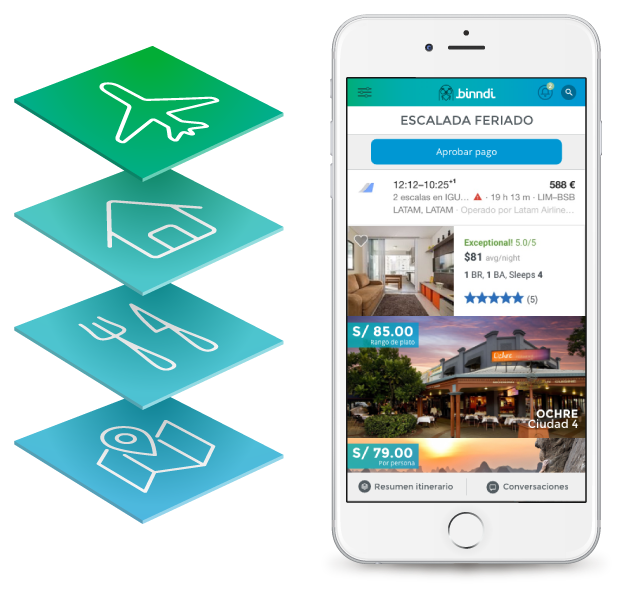 .binndi.
2
ESCALADA FERIADO
Aprobar pago
12:12–10:25+1 588 €
2 escalas en IGU... · 19 h 13 m · LIM–BSB
LATAM, LATAM · Operado por Latam Airline...
Exceptional! 5.0/5
$81 avg/night
1 BR, 1 BA, Sleeps 4
(5)
S/ 85.00
Rango de plato
Ochre
OCHRE
Ciudad 4
S/ 79.00
Por persona
Resumen itinerario
Conversaciones